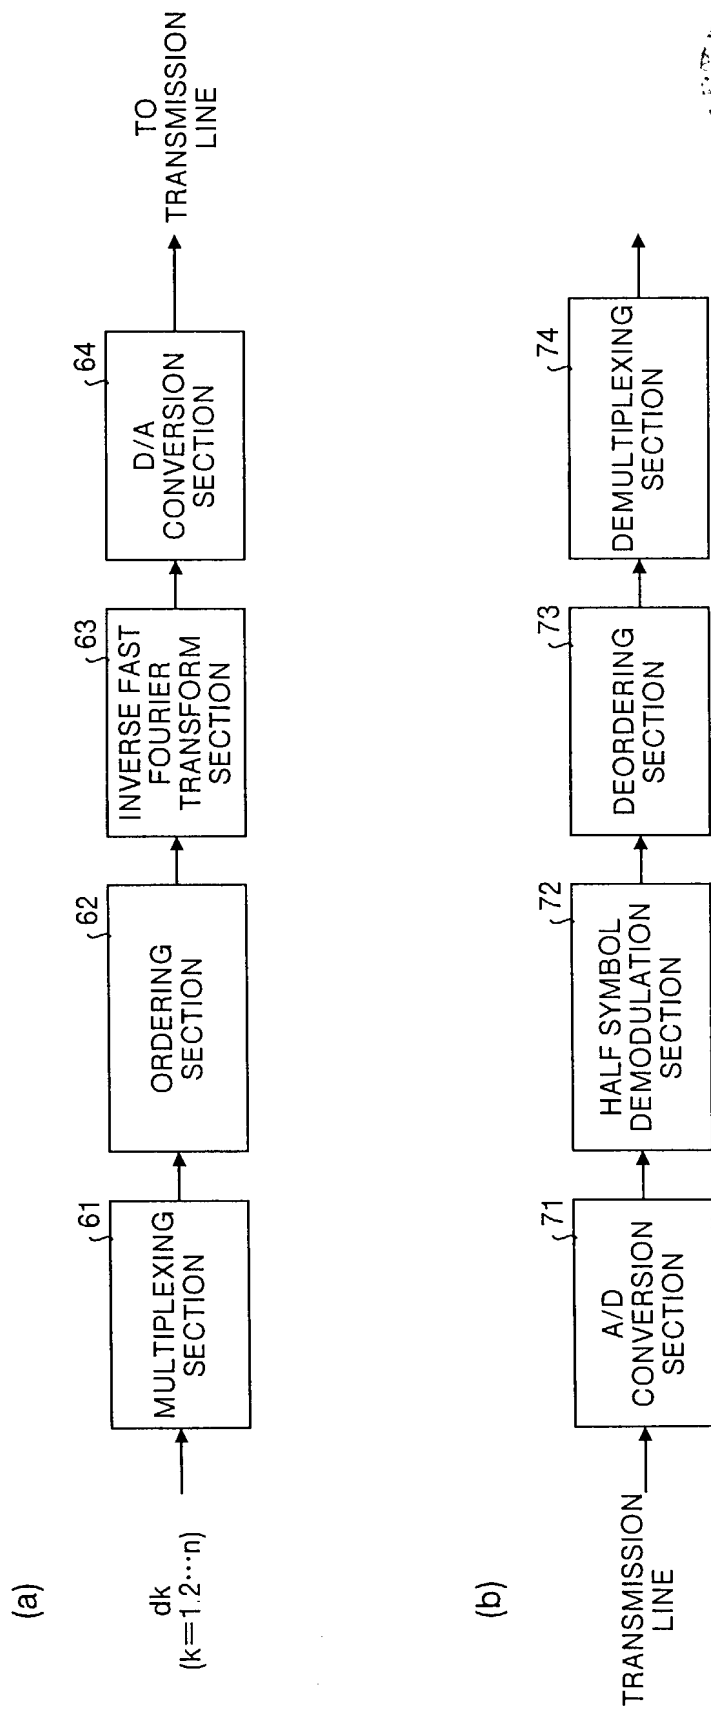 (a)
dk
(k=1.2···n)
61
MULTIPLEXING
SECTION
62
ORDERING
SECTION
63
INVERSE FAST
FOURIER
TRANSFORM
SECTION
64
D/A
CONVERSION
SECTION
TO
TRANSMISSION
LINE
(b)
TRANSMISSION
LINE
71
A/D
CONVERSION
SECTION
72
HALF SYMBOL
DEMODULATION
SECTION
73
DEORDERING
SECTION
74
DEMULTIPLEXING
SECTION